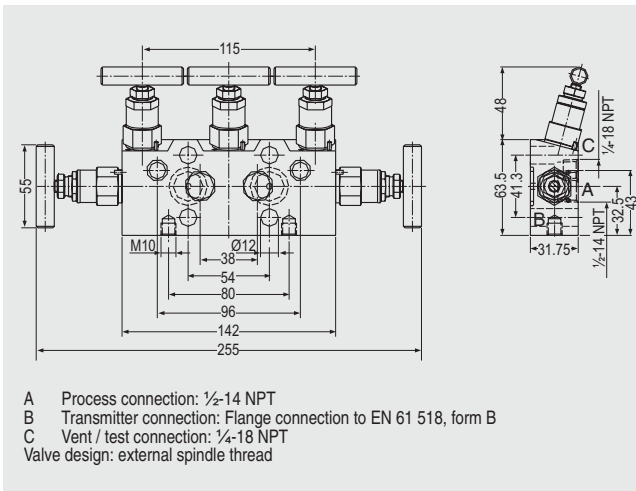 115
48
¼-18 NPT
C
55
63.5
41.3
A
32.5
43
B
½-14 NPT
31.75
M10
Ø12
38
54
80
96
142
255
A Process connection: ½-14 NPT
B Transmitter connection: Flange connection to EN 61 518, form B
C Vent / test connection: ¼-18 NPT
Valve design: external spindle thread